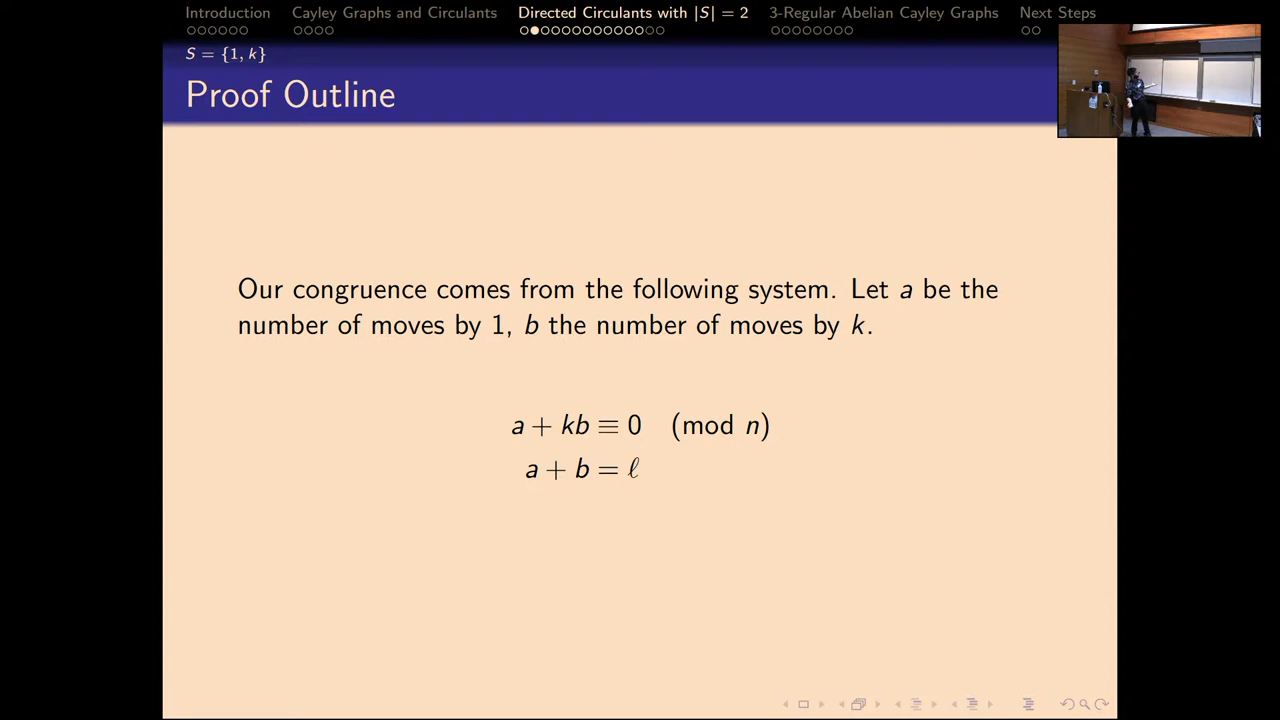 Introduction Cayley Graphs and Circulants Directed Circulants with |S| = 2 3-Regular Abelian Cayley Graphs Next Steps
S = {1, k}
Proof Outline
Our congruence comes from the following system. Let a be the
number of moves by 1, b the number of moves by k.
a + kb ≡ 0 (mod n)
a + b = ℓ